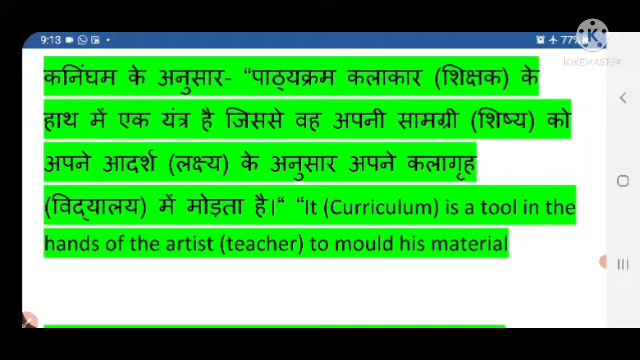 9:13
77%
KINEMASTER
कनिंघम के अनुसार- “पाठ्यक्रम कलाकार (शिक्षक) के
हाथ में एक यंत्र है जिससे वह अपनी सामग्री (शिष्य) को
अपने आदर्श (लक्ष्य) के अनुसार अपने कलागृह
(विद्यालय) में मोड़ता है।“ “It (Curriculum) is a tool in the
hands of the artist (teacher) to mould his material